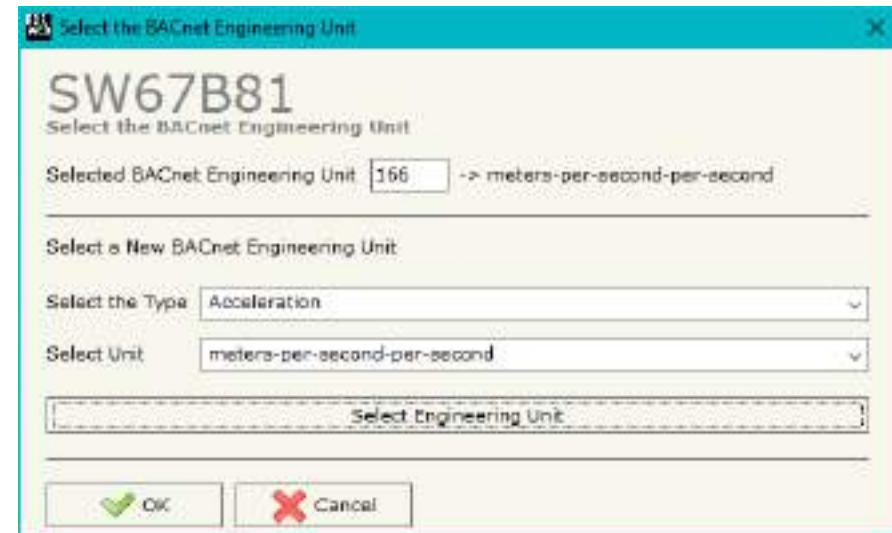 Select the BACnet Engineering Unit
SW67B81
Select the BACnet Engineering Unit
Selected BACnet Engineering Unit 166 -> meters-per-second-per-second
Select a New BACnet Engineering Unit
Select the Type Acceleration
Select Unit meters-per-second-per-second
Select Engineering Unit
OK Cancel